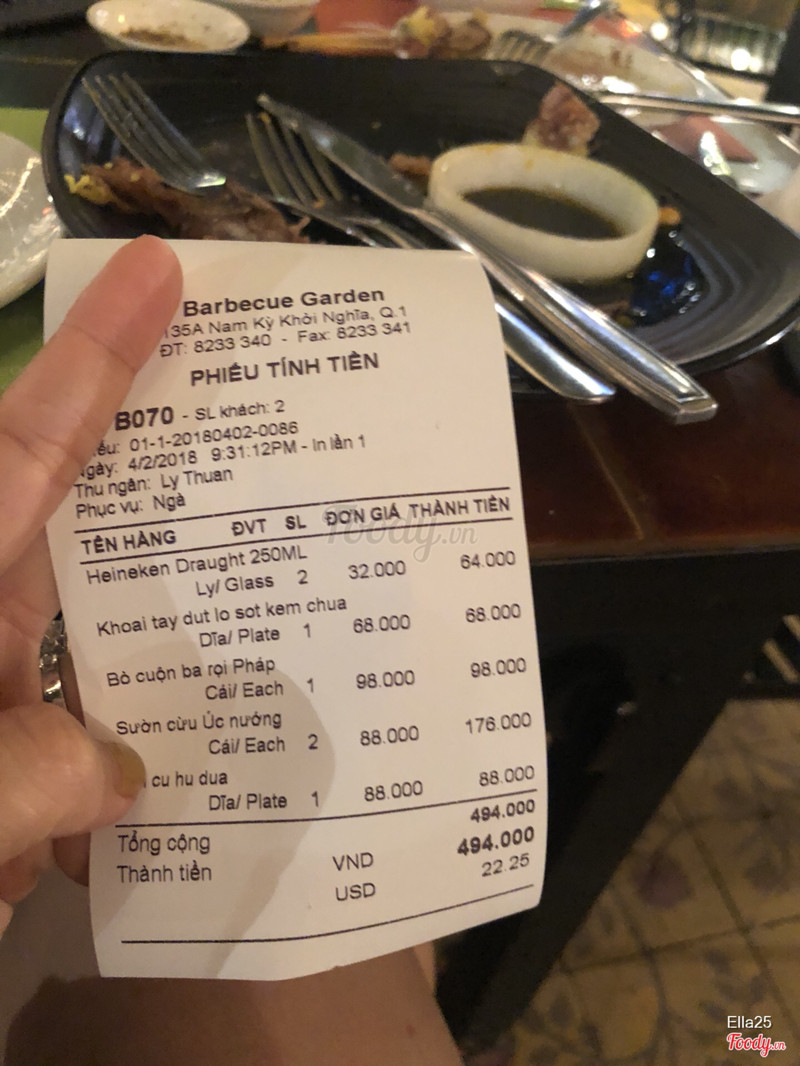 Barbecue Garden
135A Nam Kỳ Khởi Nghĩa, Q.1
ĐT: 8233 340 - Fax: 8233 341
PHIẾU TÍNH TIỀN
B070 - SL khách: 2
01-1-20180402-0086
4/2/2018 9:31:12PM - In lần 1
Thu ngân: Ly Thuan
Phục vụ: Ngà
TÊN HÀNG ĐVT SL ĐƠN GIÁ THÀNH TIỀN
Heineken Draught 250ML
Ly/ Glass 2 32.000 64.000
Khoai tay dut lo sot kem chua
Dĩa/ Plate 1 68.000 68.000
Bò cuộn ba rọi Pháp
Cái/ Each 1 98.000 98.000
Sườn cừu Úc nướng
Cái/ Each 2 88.000 176.000
cu hu dua
Dĩa/ Plate 1 88.000 88.000
Tổng cộng 494.000
Thành tiền VND 494.000
USD 22.25
Foody.vn
Ella25
Foody.vn